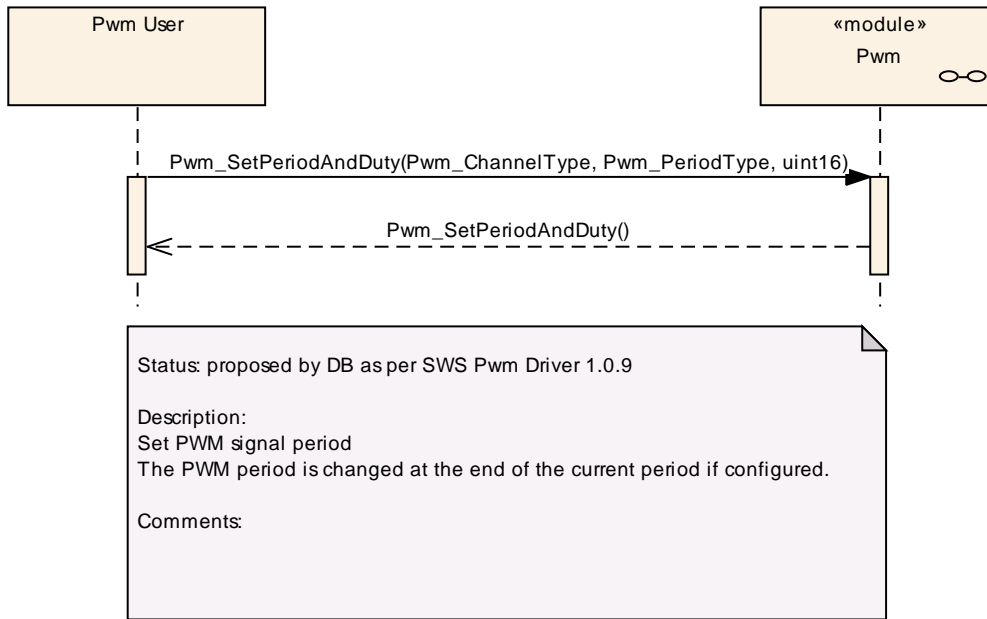 Pwm User
«module»
Pwm
Pwm_SetPeriodAndDuty(Pwm_ChannelType, Pwm_PeriodType, uint16)
Pwm_SetPeriodAndDuty()
Status: proposed by DB as per SWS Pwm Driver 1.0.9
Description:
Set PWM signal period
The PWM period is changed at the end of the current period if configured.
Comments: